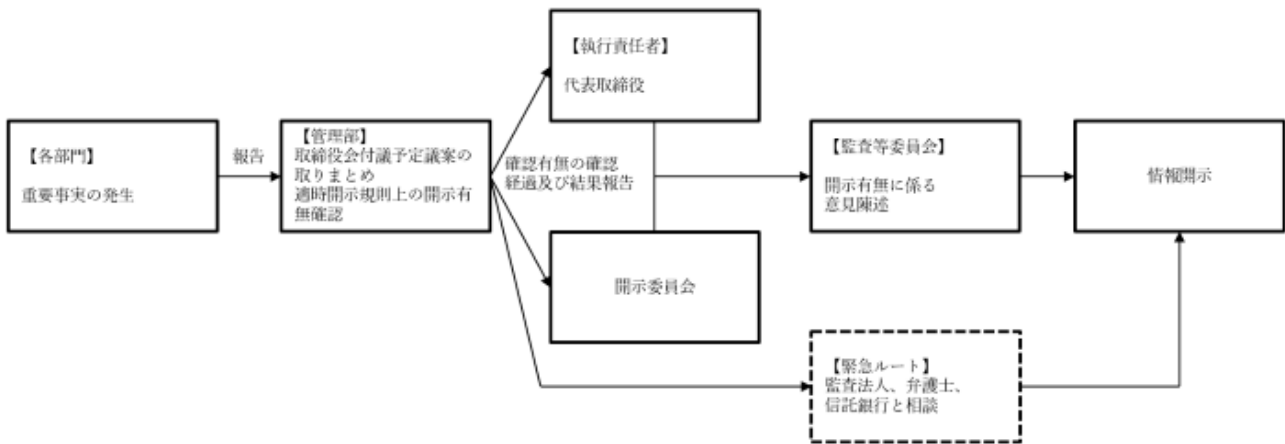 【各部門】
重要事実の発生
報告
【管理部】
取締役会付議予定議案の
取りまとめ
適時開示規則上の開示有
無確認
【執行責任者】
代表取締役
確認有無の確認
経過及び結果報告
開示委員会
【監査等委員会】
開示有無に係る
意見陳述
【緊急ルート】
監査法人、弁護士、
信託銀行と相談
情報開示